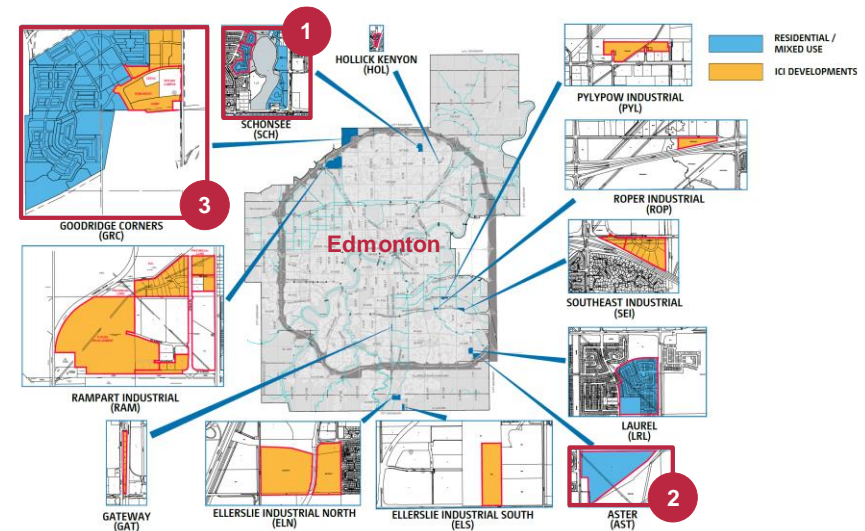 1
HOLLICK KENYON
(HOL)
SCHONSEE
(SCH)
PYLYPOW INDUSTRIAL
(PYL)
RESIDENTIAL /
MIXED USE
ICI DEVELOPMENTS
ROPER INDUSTRIAL
(ROP)
3
GOODRIDGE CORNERS
(GRC)
Edmonton
SOUTHEAST INDUSTRIAL
(SEI)
RAMPART INDUSTRIAL
(RAM)
LAUREL
(LRL)
GATEWAY
(GAT)
ELLERSLIE INDUSTRIAL NORTH
(ELN)
ELLERSLIE INDUSTRIAL SOUTH
(ELS)
2
ASTER
(AST)